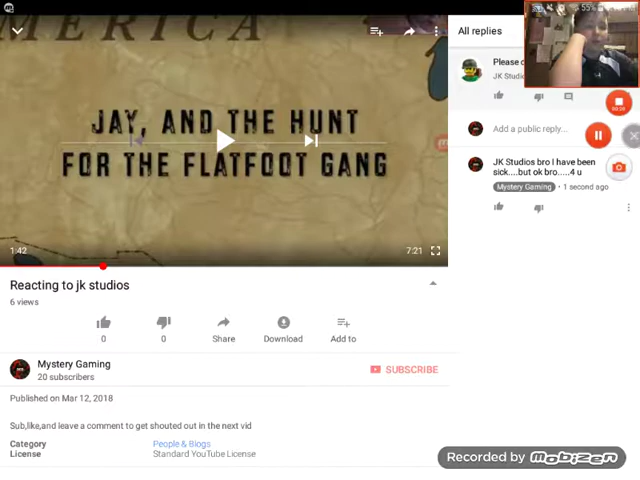 MERICA
All replies
55%
JAY, AND THE HUNT
FOR THE FLATFOOT GANG
Please
JK Studi
Add a public reply...
JK Studios bro I have been
sick....but ok bro.....4 u
Mystery Gaming • 1 second ago
1:42
7:21
Reacting to jk studios
6 views
0
0
Share
Download
Add to
Mystery Gaming
20 subscribers
SUBSCRIBE
Published on Mar 12, 2018
Sub,like,and leave a comment to get shouted out in the next vid
Category
People & Blogs
License
Standard YouTube License
Recorded by Mobizen